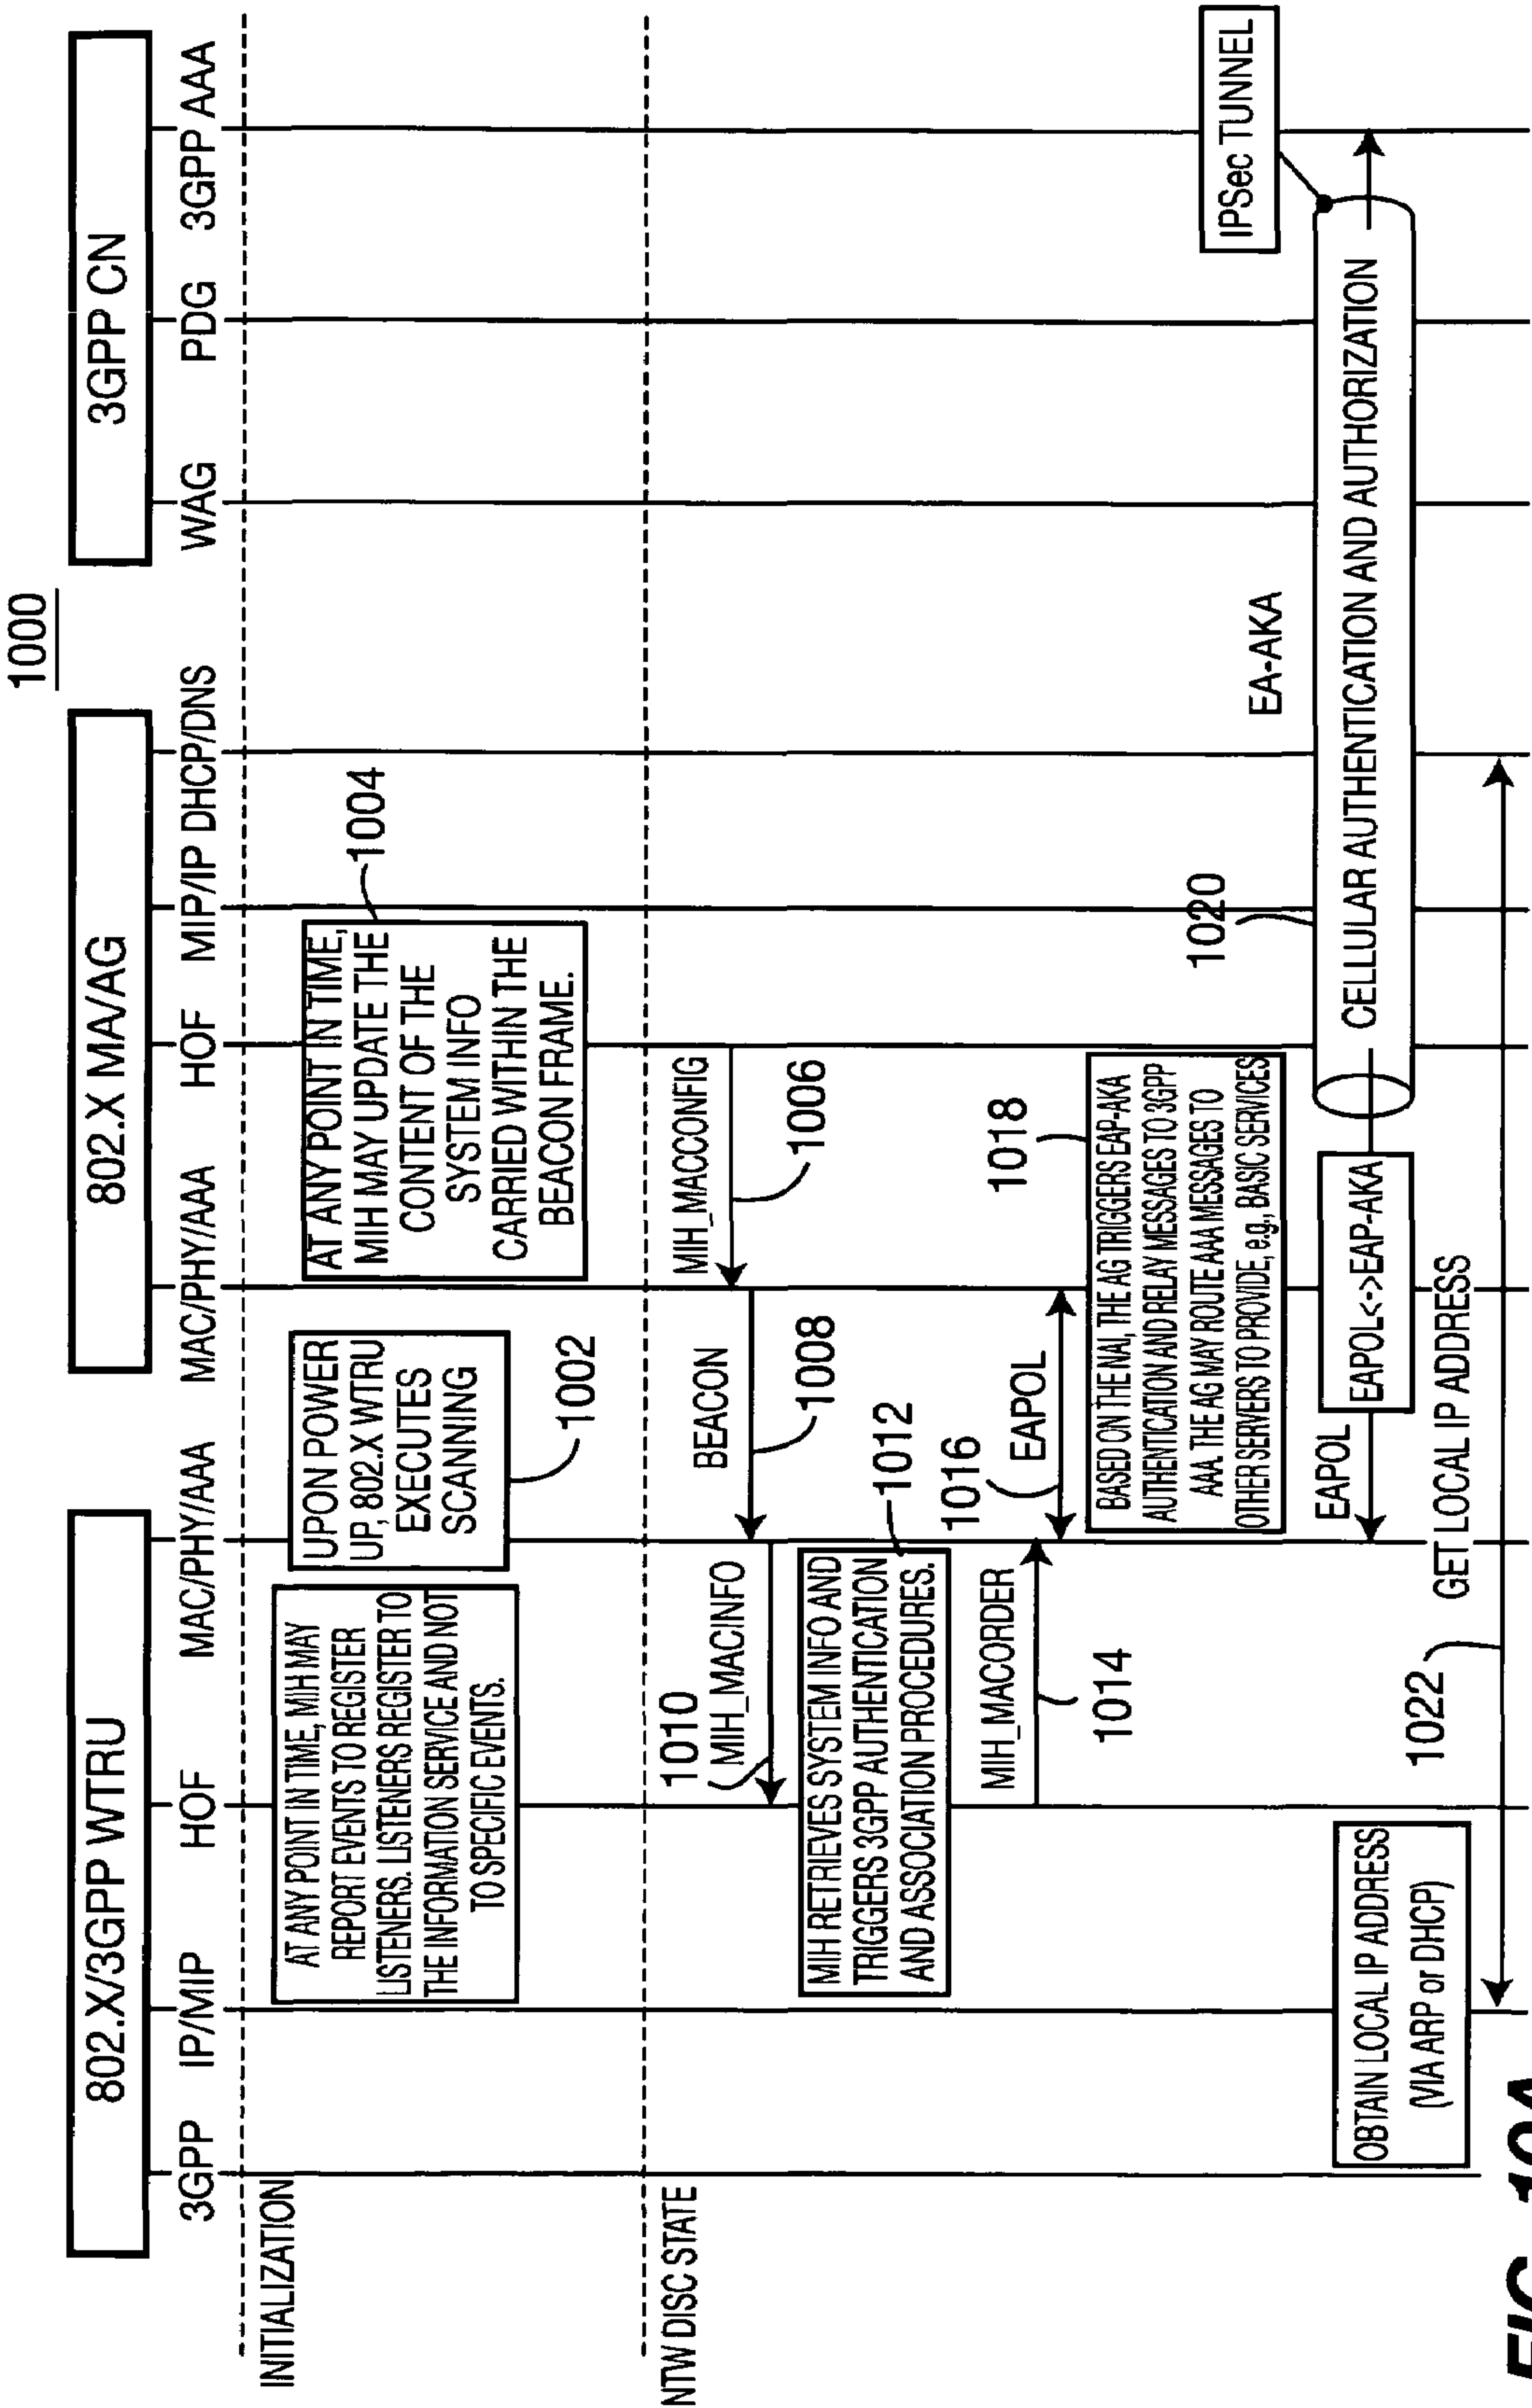 1000
802.X/3GPP WTRU
802.X MA/AG
3GPP CN
3GPP
IP/MIP
HOF
MAC/PHY/AAA
MAC/PHY/AAA
HOF
MIP/IP
DHCP/DNS
WAG
PDG
3GPP AAA
INITIALIZATION
AT ANY POINT IN TIME, MIH MAY
REPORT EVENTS TO REGISTER
LISTENERS. LISTENERS REGISTER TO
THE INFORMATION SERVICE AND NOT
TO SPECIFIC EVENTS.
UPON POWER
UP, 802.X WTRU
EXECUTES
SCANNING
1002
AT ANY POINT IN TIME,
MIH MAY UPDATE THE
CONTENT OF THE
SYSTEM INFO
CARRIED WITHIN THE
BEACON FRAME.
1004
NTW DISC STATE
MIH_MACCONFIG
1006
BEACON
1008
1010
MIH_MACINFO
MIH RETRIEVES SYSTEM INFO AND
TRIGGERS 3GPP AUTHENTICATION
AND ASSOCIATION PROCEDURES.
1012
MIH_MACORDER
1014
1016
EAPOL
1018
BASED ON THE NAI, THE AG TRIGGERS EAP-AKA
AUTHENTICATION AND RELAY MESSAGES TO 3GPP
AAA. THE AG MAY ROUTE AAA MESSAGES TO
OTHER SERVERS TO PROVIDE, e.g., BASIC SERVICES
1020
EA-AKA
IPSec TUNNEL
EAPOL
EAPOL<->EAP-AKA
CELLULAR AUTHENTICATION AND AUTHORIZATION
OBTAIN LOCAL IP ADDRESS
(VIA ARP or DHCP)
GET LOCAL IP ADDRESS
1022
FIG. 10A